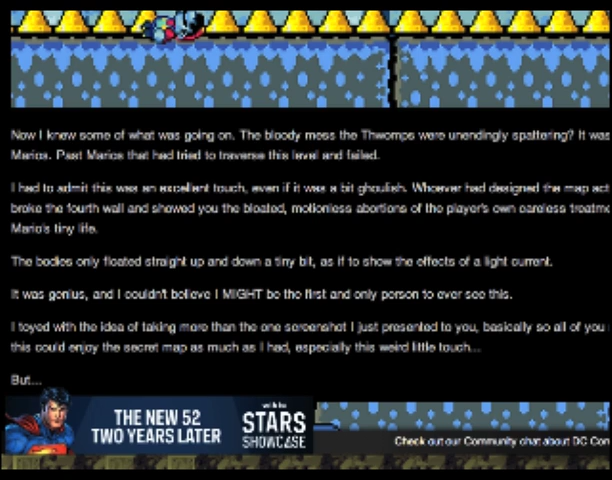 Now I knew some of what was going on. The bloody mess the Thwomps were unendingly spattering? It was
Marios. Past Marios that had tried to traverse this level and failed.
I had to admit this was an excellent touch, even if it was a bit ghoulish. Whoever had designed the map act
broke the fourth wall and showed you the bloated, motionless abortions of the player's own careless treatme
Mario's tiny life.
The bodies only floated straight up and down a tiny bit, as if to show the effects of a light current.
It was genius, and I couldn't believe I MIGHT be the first and only person to ever see this.
I toyed with the idea of taking more than the one screenshot I just presented to you, basically so all of you
this could enjoy the secret map as much as I had, especially this weird little touch...
But...
THE NEW 52
TWO YEARS LATER
STARS
SHOWCASE
Check out our Community chat about DC Com